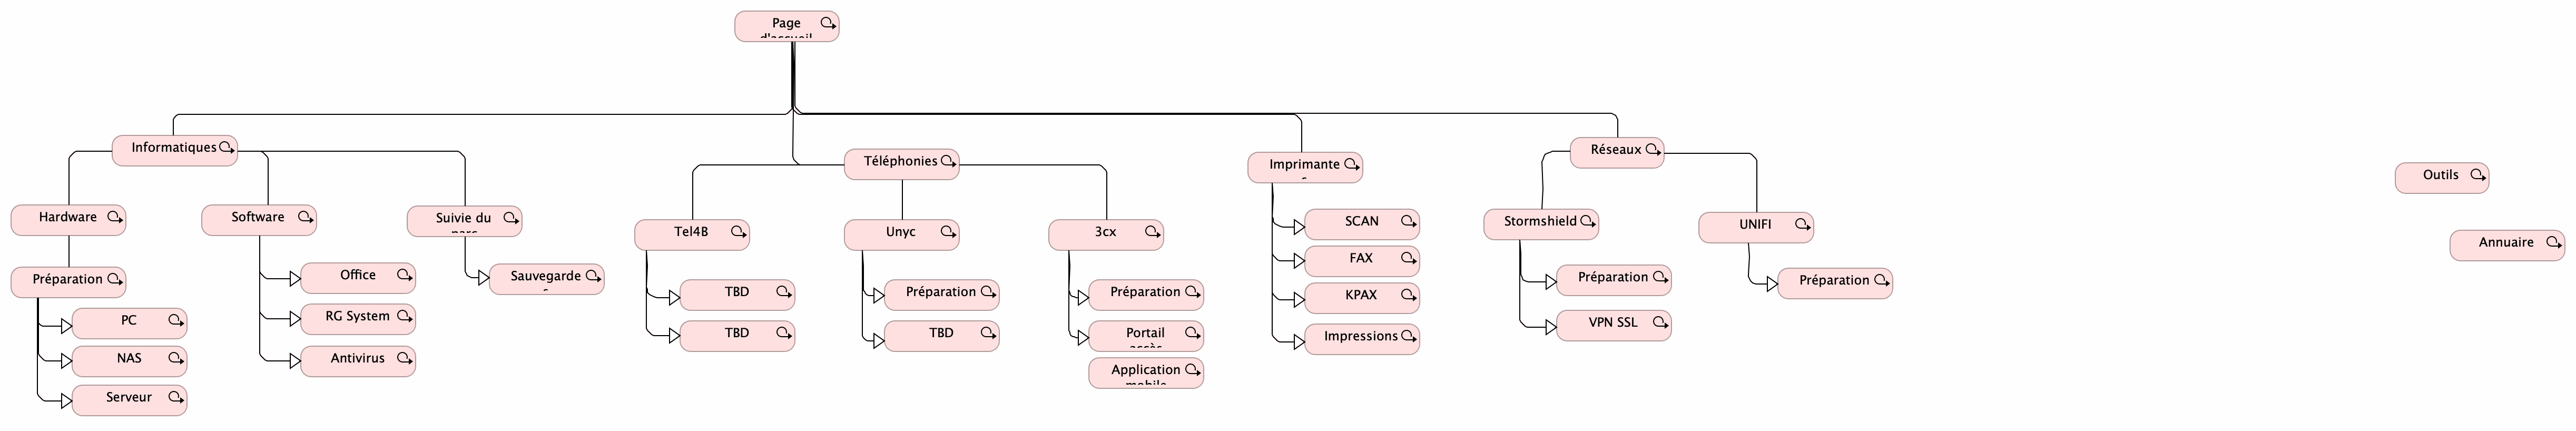 Page
d'accueil
Informatiques
Téléphonies
Imprimante
s
Réseaux
Outils
Annuaire
Hardware
Software
Suivie du
parc
Tel4B
Unyc
3cx
Stormshield
UNIFI
Préparation
PC
NAS
Serveur
Office
RG System
Antivirus
Sauvegarde
s
TBD
TBD
Préparation
TBD
Préparation
Portail
accès
Application
mobile
SCAN
FAX
KPAX
Impressions
Préparation
VPN SSL
Préparation